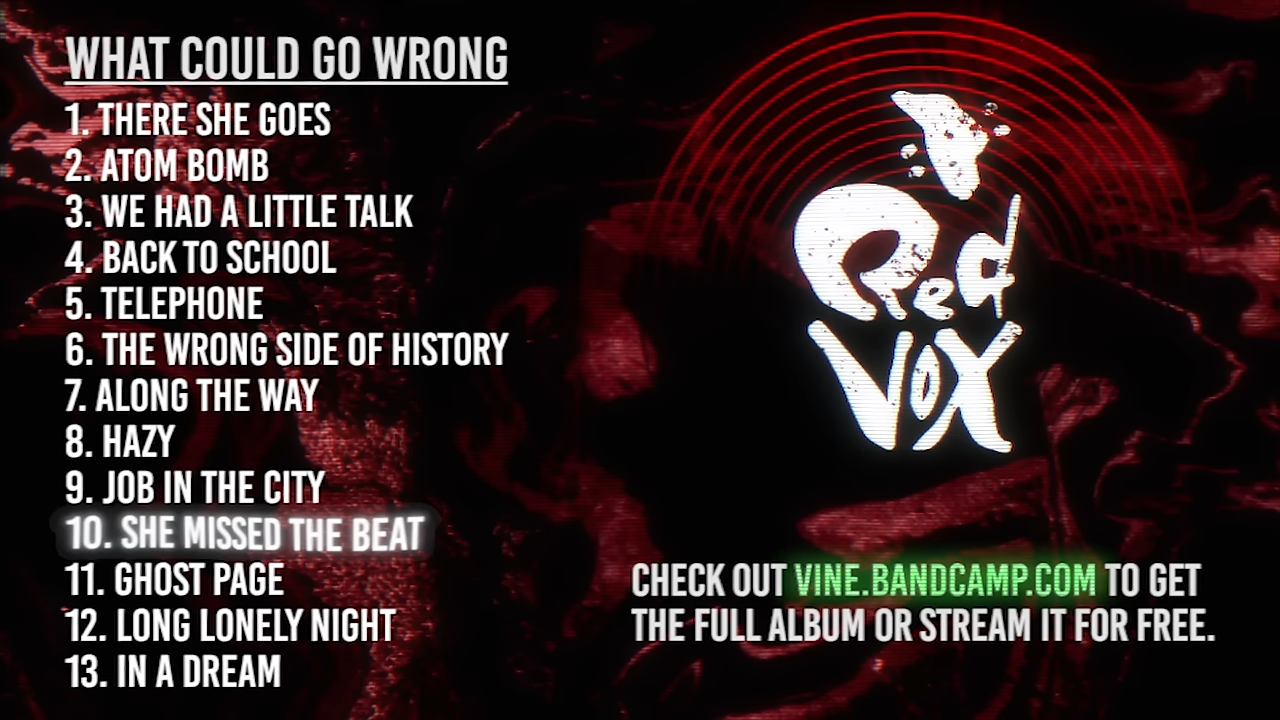 WHAT COULD GO WRONG
1. THERE SHE GOES
2. ATOM BOMB
3. WE HAD A LITTLE TALK
4. BACK TO SCHOOL
5. TELEPHONE
6. THE WRONG SIDE OF HISTORY
7. ALONG THE WAY
8. HAZY
9. JOB IN THE CITY
10. SHE MISSED THE BEAT
11. GHOST PAGE
12. LONG LONELY NIGHT
13. IN A DREAM
Red
VOX
CHECK OUT VINE.BANDCAMP.COM TO GET
THE FULL ALBUM OR STREAM IT FOR FREE.